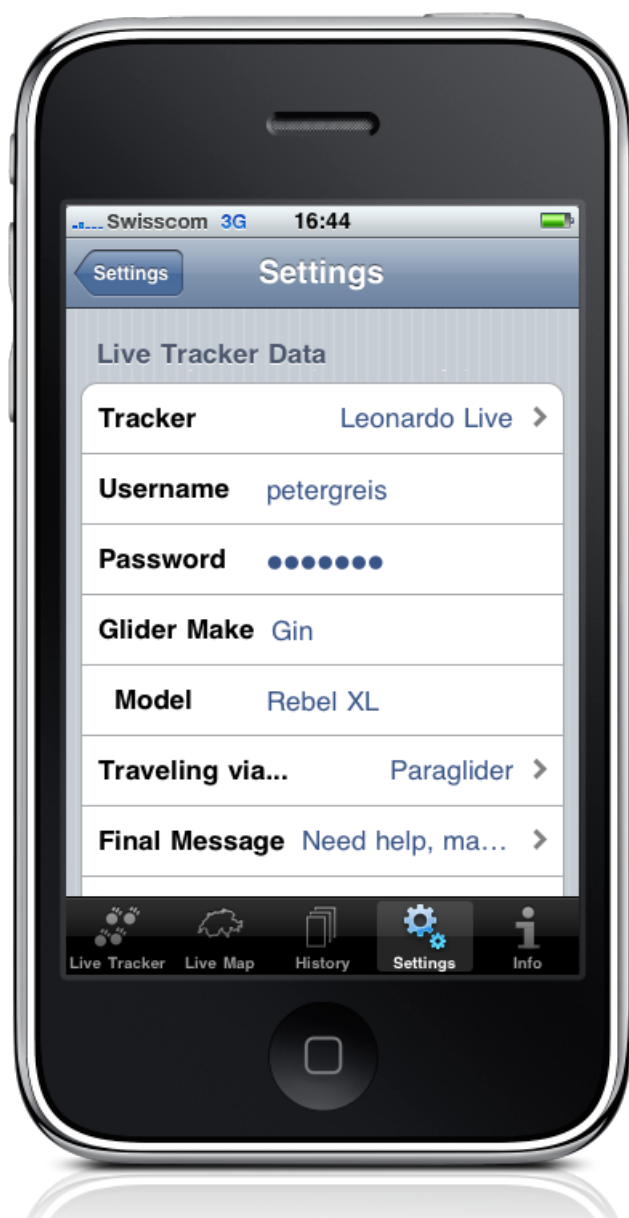 Swisscom 3G 16:44
Settings Settings
Live Tracker Data
Tracker Leonardo Live
Username petergreis
Password ●●●●●●●
Glider Make Gin
Model Rebel XL
Traveling via... Paraglider
Final Message Need help, ma...
Live Tracker Live Map History Settings Info